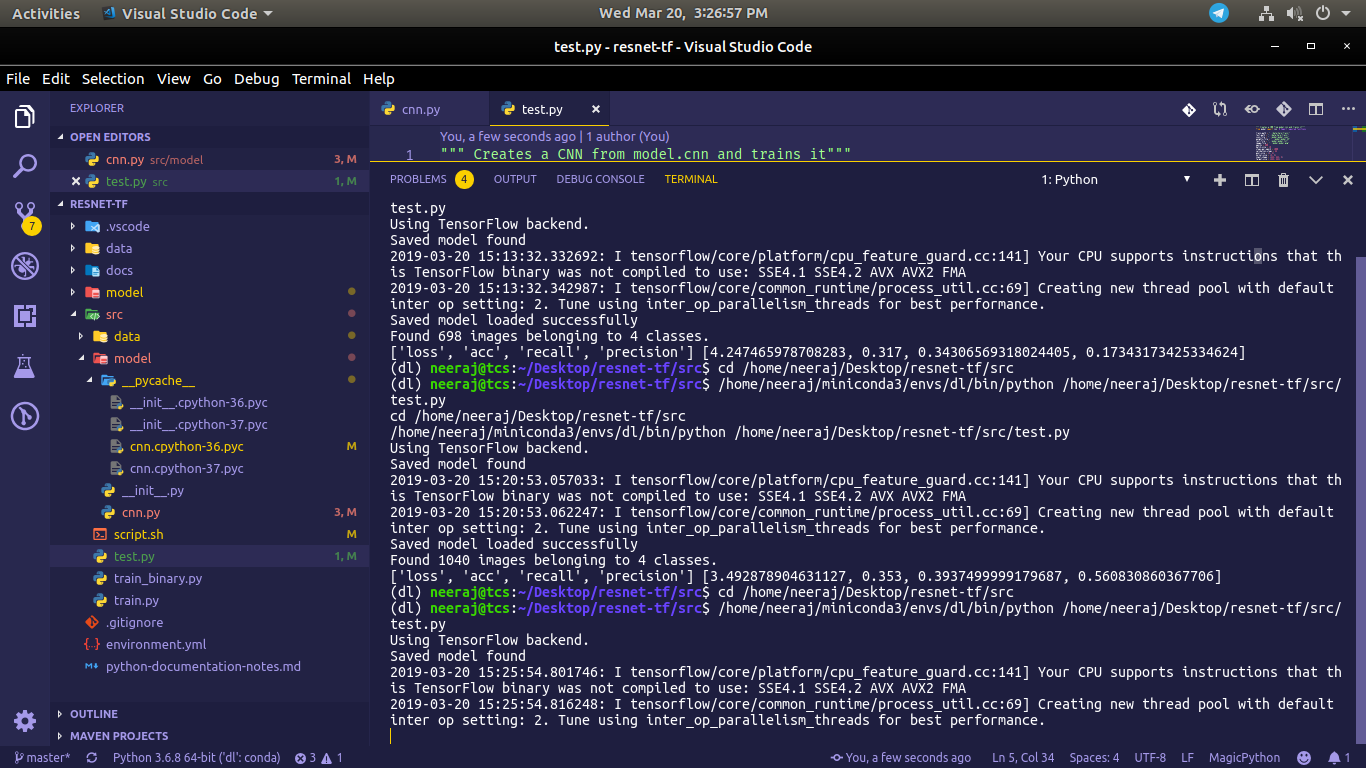 Activities
Visual Studio Code
Wed Mar 20, 3:26:57 PM
test.py - resnet-tf - Visual Studio Code
File Edit Selection View Go Debug Terminal Help
EXPLORER
OPEN EDITORS
cnn.py src/model 3, M
test.py src 1, M
RESNET-TF
.vscode
data
docs
model
src
data
model
__pycache__
__init__.cpython-36.pyc
__init__.cpython-37.pyc
cnn.cpython-36.pyc M
cnn.cpython-37.pyc
__init__.py
cnn.py 3, M
script.sh M
test.py 1, M
train_binary.py
train.py
.gitignore
environment.yml
python-documentation-notes.md
OUTLINE
MAVEN PROJECTS
7
cnn.py
test.py
You, a few seconds ago | 1 author (You)
1 """ Creates a CNN from model.cnn and trains it"""
PROBLEMS 4 OUTPUT DEBUG CONSOLE TERMINAL
1: Python
test.py
Using TensorFlow backend.
Saved model found
2019-03-20 15:13:32.332692: I tensorflow/core/platform/cpu_feature_guard.cc:141] Your CPU supports instructions that th
is TensorFlow binary was not compiled to use: SSE4.1 SSE4.2 AVX AVX2 FMA
2019-03-20 15:13:32.342987: I tensorflow/core/common_runtime/process_util.cc:69] Creating new thread pool with default
inter op setting: 2. Tune using inter_op_parallelism_threads for best performance.
Saved model loaded successfully
Found 698 images belonging to 4 classes.
['loss', 'acc', 'recall', 'precision'] [4.247465978708283, 0.317, 0.34306569318024405, 0.17343173425334624]
(dl) neeraj@tcs:~/Desktop/resnet-tf/src$ cd /home/neeraj/Desktop/resnet-tf/src
(dl) neeraj@tcs:~/Desktop/resnet-tf/src$ /home/neeraj/miniconda3/envs/dl/bin/python /home/neeraj/Desktop/resnet-tf/src/
test.py
cd /home/neeraj/Desktop/resnet-tf/src
/home/neeraj/miniconda3/envs/dl/bin/python /home/neeraj/Desktop/resnet-tf/src/test.py
Using TensorFlow backend.
Saved model found
2019-03-20 15:20:53.057033: I tensorflow/core/platform/cpu_feature_guard.cc:141] Your CPU supports instructions that th
is TensorFlow binary was not compiled to use: SSE4.1 SSE4.2 AVX AVX2 FMA
2019-03-20 15:20:53.062247: I tensorflow/core/common_runtime/process_util.cc:69] Creating new thread pool with default
inter op setting: 2. Tune using inter_op_parallelism_threads for best performance.
Saved model loaded successfully
Found 1040 images belonging to 4 classes.
['loss', 'acc', 'recall', 'precision'] [3.492878904631127, 0.353, 0.3937499999179687, 0.560830860367706]
(dl) neeraj@tcs:~/Desktop/resnet-tf/src$ cd /home/neeraj/Desktop/resnet-tf/src
(dl) neeraj@tcs:~/Desktop/resnet-tf/src$ /home/neeraj/miniconda3/envs/dl/bin/python /home/neeraj/Desktop/resnet-tf/src/
test.py
Using TensorFlow backend.
Saved model found
2019-03-20 15:25:54.801746: I tensorflow/core/platform/cpu_feature_guard.cc:141] Your CPU supports instructions that th
is TensorFlow binary was not compiled to use: SSE4.1 SSE4.2 AVX AVX2 FMA
2019-03-20 15:25:54.816248: I tensorflow/core/common_runtime/process_util.cc:69] Creating new thread pool with default
inter op setting: 2. Tune using inter_op_parallelism_threads for best performance.
master* Python 3.6.8 64-bit ('dl': conda) 3 1 You, a few seconds ago Ln 5, Col 34 Spaces: 4 UTF-8 LF MagicPython 1